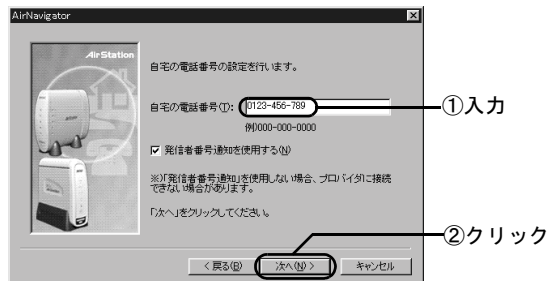 AirNavigator
AirStation
自宅の電話番号の設定を行います。
自宅の電話番号(T): 0123-456-789
①入力
例)000-000-0000
発信者番号通知を使用する(N)
※)「発信者番号通知」を使用しない場合、プロバイダに接続
できない場合があります。
「次へ」をクリックしてください。
②クリック
< 戻る(B)
次へ(N) >
キャンセル